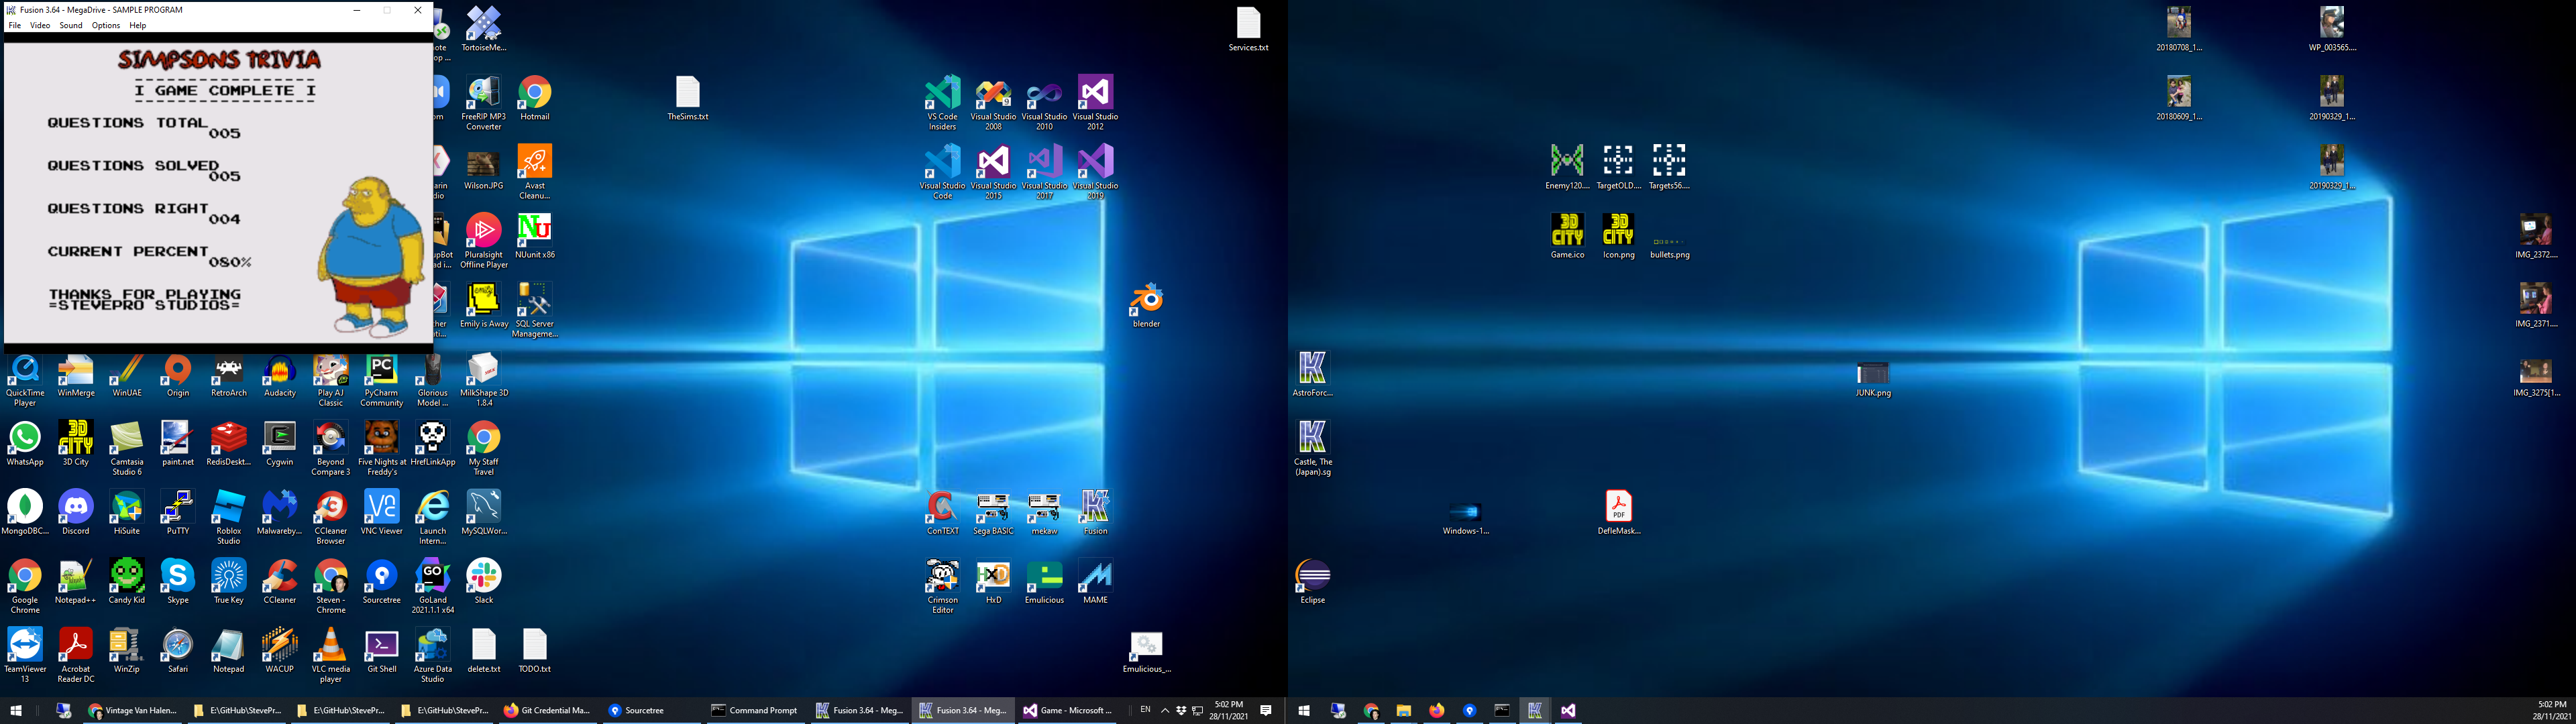 Fusion 3.64 - MegaDrive - SAMPLE PROGRAM
File Video Sound Options Help
SIMPSONS TRIVIA
I GAME COMPLETE I
QUESTIONS TOTAL
005
QUESTIONS SOLVED
005
QUESTIONS RIGHT
004
CURRENT PERCENT
080%
THANKS FOR PLAYING
=STEVEPRO STUDIOS=
TortoiseMe...
Services.txt
20180708_1...
WP_003565....
FreeRIP MP3
Converter
Hotmail
TheSims.txt
VS Code
Insiders
Visual Studio
2008
Visual Studio
2010
Visual Studio
2012
20180609_1...
20190329_1...
Wilson.JPG
Avast
Cleanu...
Visual Studio
Code
Visual Studio
2015
Visual Studio
2017
Visual Studio
2019
Enemy120....
TargetOLD....
Targets56....
20190329_1...
Pluralsight
Offline Player
NU
NUunit x86
3D
CITY
Game.ico
3D
CITY
Icon.png
bullets.png
IMG_2372....
Emily is Away
SQL Server
Manageme...
blender
IMG_2371....
QuickTime
Player
WinMerge
WinUAE
Origin
RetroArch
Audacity
Play AJ
Classic
PyCharm
Community
Glorious
Model ...
MilkShape 3D
1.8.4
AstroForc...
JUNK.png
IMG_3275[1...
WhatsApp
3D City
Camtasia
Studio 6
paint.net
RedisDeskt...
Cygwin
Beyond
Compare 3
Five Nights at
Freddy's
HrefLinkApp
My Staff
Travel
Castle, The
(Japan).sg
MongoDBC...
Discord
HiSuite
PuTTY
Roblox
Studio
Malwareby...
CCleaner
Browser
VNC Viewer
Launch
Intern...
MySQLWor...
ConTEXT
Sega BASIC
mekaw
Fusion
Windows-1...
PDF
DefleMask...
Google
Chrome
Notepad++
Candy Kid
Skype
True Key
CCleaner
Steven -
Chrome
Sourcetree
GoLand
2021.1.1 x64
Slack
Crimson
Editor
HxD
Emulicious
MAME
Eclipse
TeamViewer
13
Acrobat
Reader DC
WinZip
Safari
Notepad
WACUP
VLC media
player
Git Shell
Azure Data
Studio
delete.txt
TODO.txt
Emulicious_...
Vintage Van Halen...
E:\GitHub\StevePr...
E:\GitHub\StevePr...
E:\GitHub\StevePr...
Git Credential Ma...
Sourcetree
Command Prompt
Fusion 3.64 - Meg...
Fusion 3.64 - Meg...
Game - Microsoft ...
EN
5:02 PM
28/11/2021
5:02 PM
28/11/2021